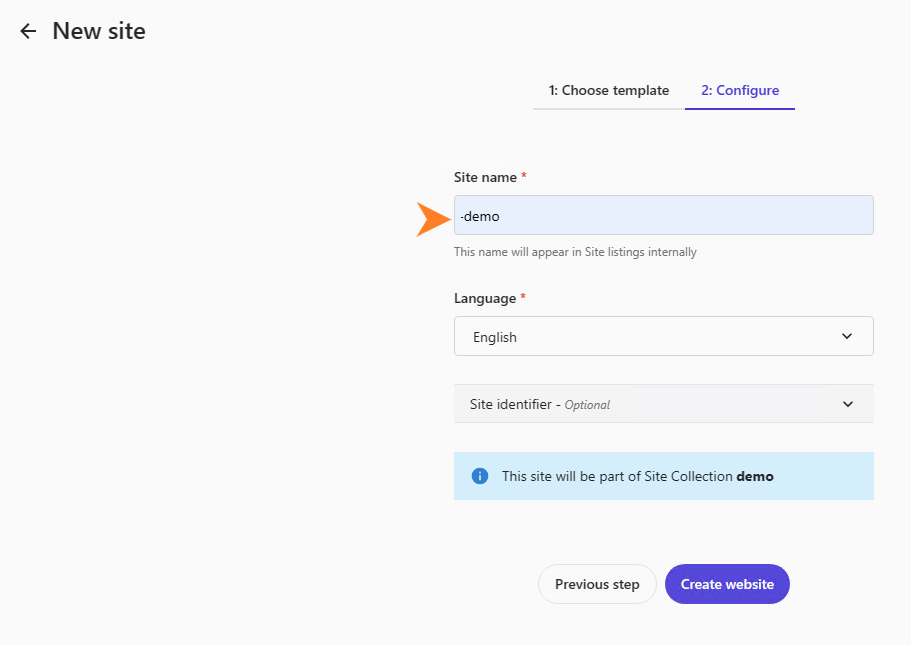 New site
1: Choose template 2: Configure
Site name *
-demo
This name will appear in Site listings internally
Language *
English
Site identifier - Optional
This site will be part of Site Collection demo
Previous step Create website